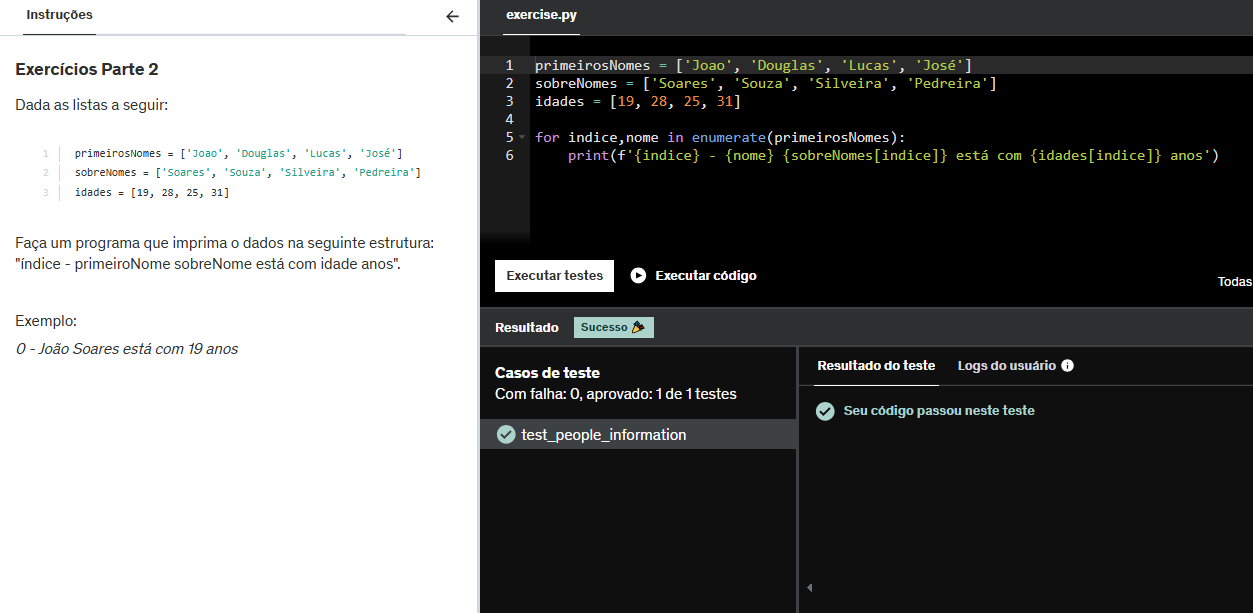 Instruções
Exercícios Parte 2
Dada as listas a seguir:
1 primeirosNomes = ['Joao', 'Douglas', 'Lucas', 'José']
2 sobreNomes = ['Soares', 'Souza', 'Silveira', 'Pedreira']
3 idades = [19, 28, 25, 31]
Faça um programa que imprima o dados na seguinte estrutura:
"índice - primeiroNome sobreNome está com idade anos".
Exemplo:
0 - João Soares está com 19 anos
exercise.py
1 primeirosNomes = ['Joao', 'Douglas', 'Lucas', 'José']
2 sobreNomes = ['Soares', 'Souza', 'Silveira', 'Pedreira']
3 idades = [19, 28, 25, 31]
4
5 for indice,nome in enumerate(primeirosNomes):
6     print(f'{indice} - {nome} {sobreNomes[indice]} está com {idades[indice]} anos')
Executar testes
Executar código
Todas
Resultado
Sucesso
Casos de teste
Com falha: 0, aprovado: 1 de 1 testes
test_people_information
Resultado do teste
Logs do usuário
Seu código passou neste teste